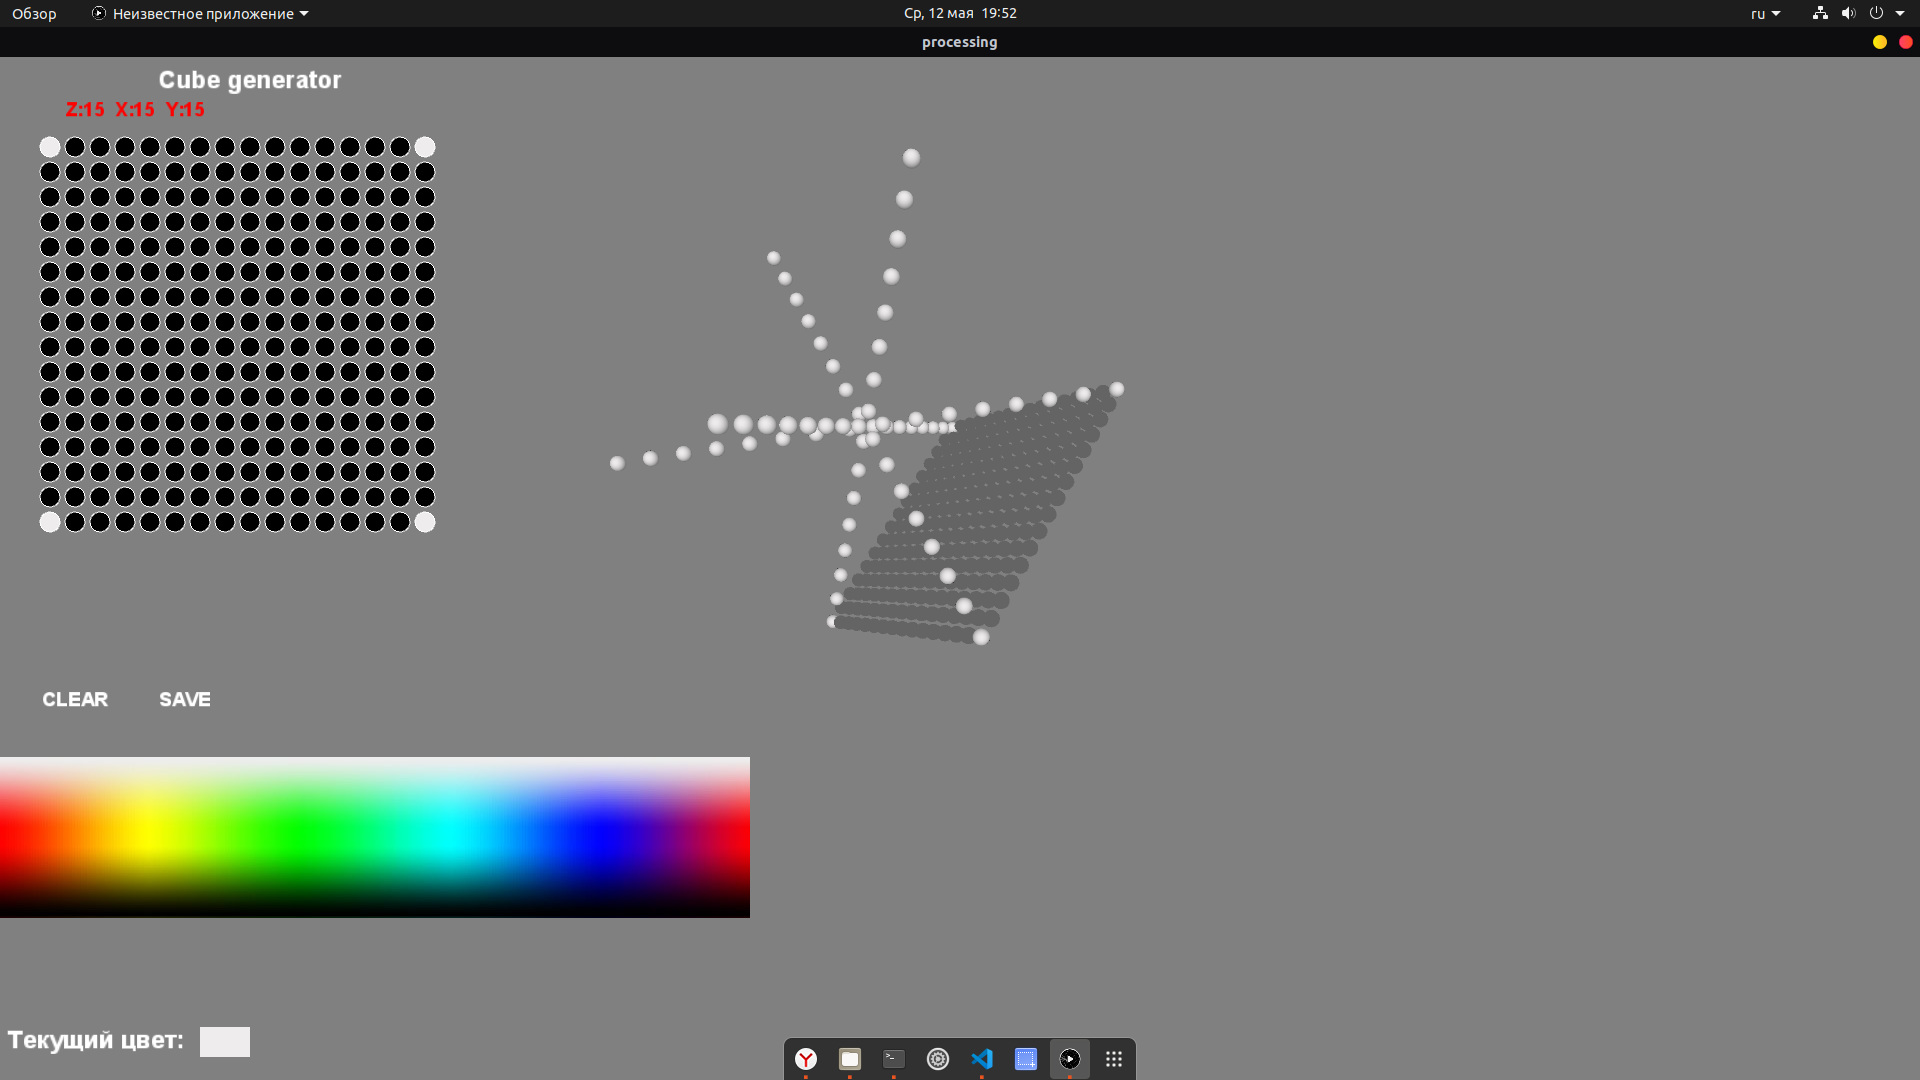 Обзор Неизвестное приложение Ср, 12 мая 19:52 ru
processing
Cube generator
Z:15 X:15 Y:15
CLEAR SAVE
Текущий цвет: